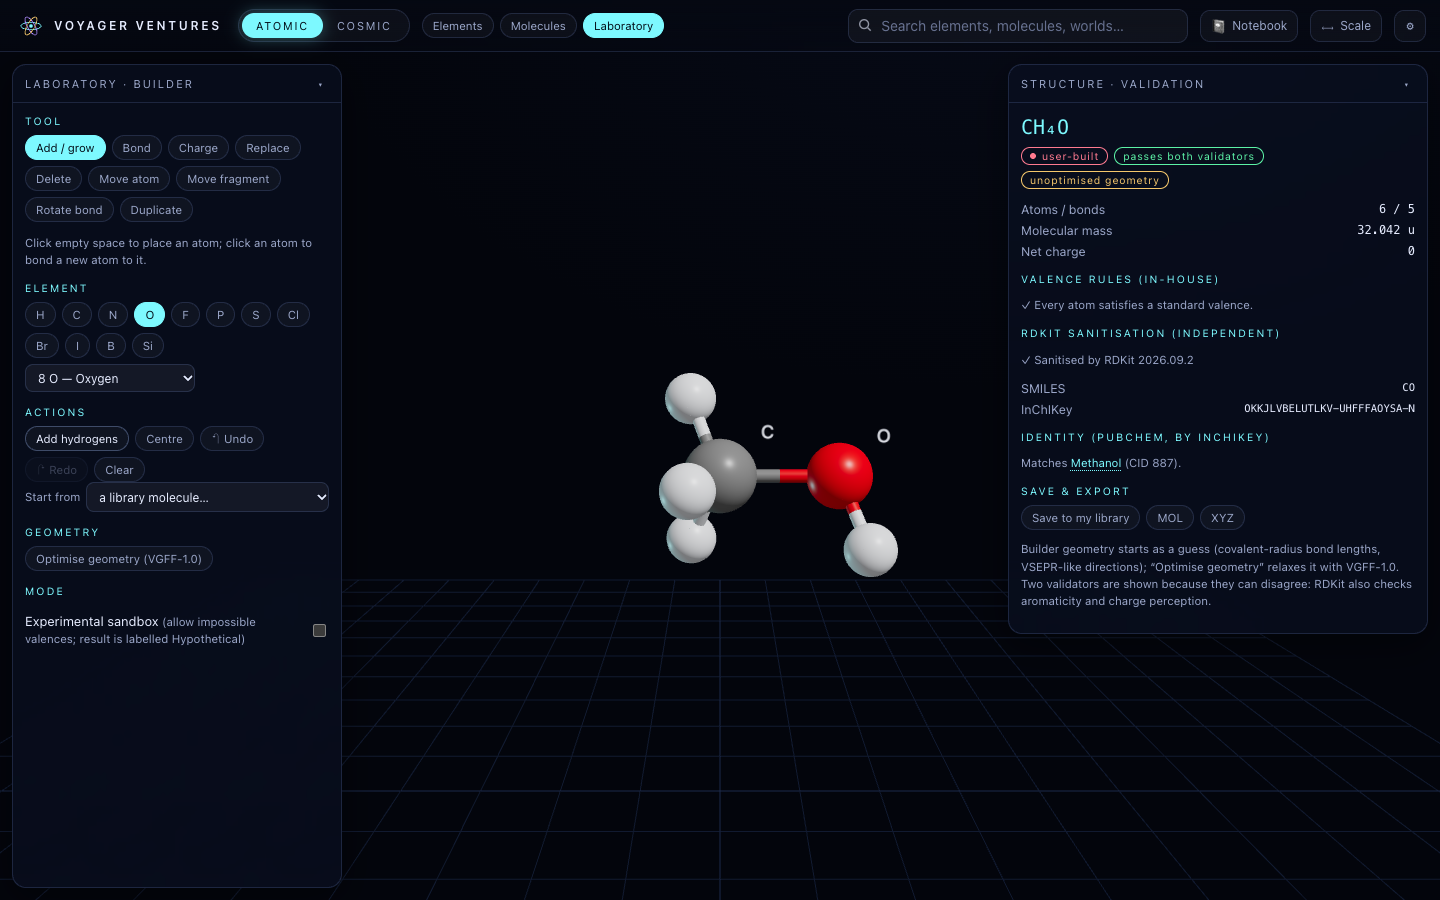 VOYAGER VENTURES
ATOMIC
COSMIC
Elements
Molecules
Laboratory
Search elements, molecules, worlds...
Notebook
Scale
LABORATORY · BUILDER
TOOL
Add / grow
Bond
Charge
Replace
Delete
Move atom
Move fragment
Rotate bond
Duplicate
Click empty space to place an atom; click an atom to
bond a new atom to it.
ELEMENT
H
C
N
O
F
P
S
Cl
Br
I
B
Si
8 O — Oxygen
ACTIONS
Add hydrogens
Centre
Undo
Redo
Clear
Start from
a library molecule...
GEOMETRY
Optimise geometry (VGFF-1.0)
MODE
Experimental sandbox (allow impossible
valences; result is labelled Hypothetical)
C
O
STRUCTURE · VALIDATION
CH₄O
user-built
passes both validators
unoptimised geometry
Atoms / bonds 6 / 5
Molecular mass 32.042 u
Net charge 0
VALENCE RULES (IN-HOUSE)
✓ Every atom satisfies a standard valence.
RDKIT SANITISATION (INDEPENDENT)
✓ Sanitised by RDKit 2026.09.2
SMILES CO
InChIKey OKKJLVBELUTLKV-UHFFFAOYSA-N
IDENTITY (PUBCHEM, BY INCHIKEY)
Matches Methanol (CID 887).
SAVE & EXPORT
Save to my library
MOL
XYZ
Builder geometry starts as a guess (covalent-radius bond lengths,
VSEPR-like directions); “Optimise geometry” relaxes it with VGFF-1.0.
Two validators are shown because they can disagree: RDKit also checks
aromaticity and charge perception.